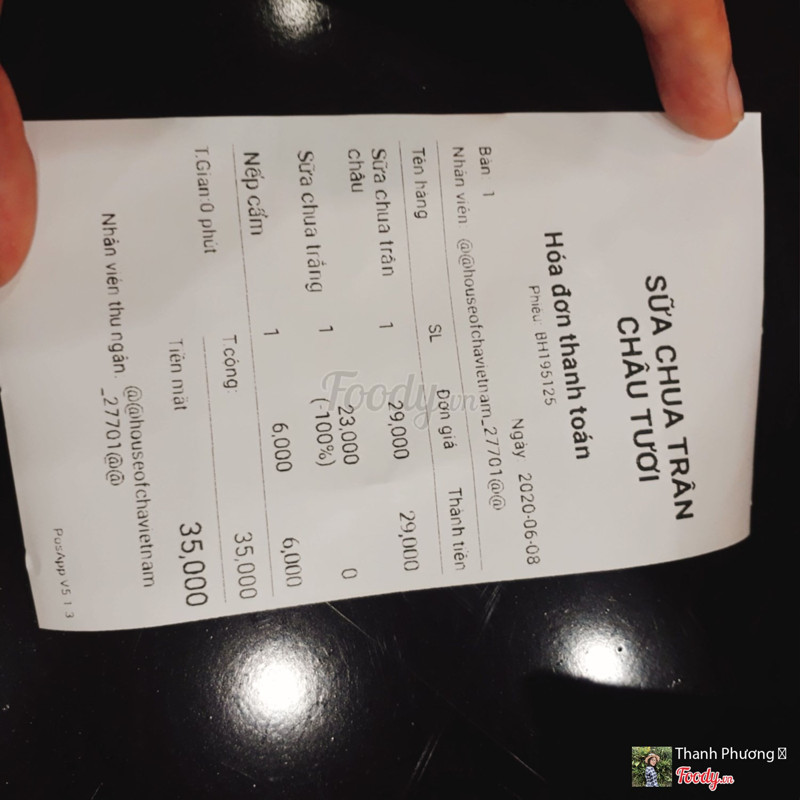 SỮA CHUA TRÂN
CHÂU TƯƠI
Hóa đơn thanh toán
Phiếu: BH195125
Ngày 2020-06-08
Bàn 1
Nhân viên @@houseofchavietnam_27701@@
Tên hàng SL Đơn giá Thành tiền
Sữa chua trân 1 29,000 29,000
châu
Sữa chua trắng 1 23,000 0
(-100%)
Nếp cẩm 1 6,000 6,000
T.cộng: 35,000
T.Gian:0 phút
Tiền mặt 35,000
Nhân viên thu ngân. @@houseofchavietnam
_27701@@
PosApp V5.1.3
Foody.vn
Thanh Phương
Foody.vn